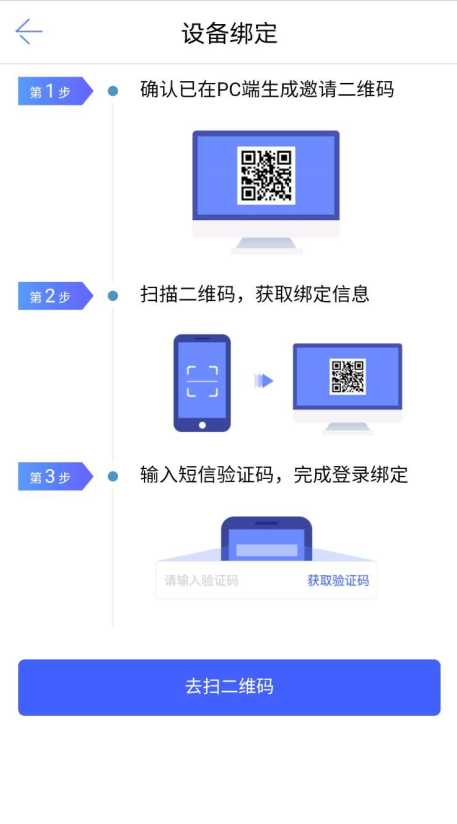 设备绑定
第1步
确认已在PC端生成邀请二维码
第2步
扫描二维码，获取绑定信息
第3步
输入短信验证码，完成登录绑定
请输入验证码 获取验证码
去扫二维码